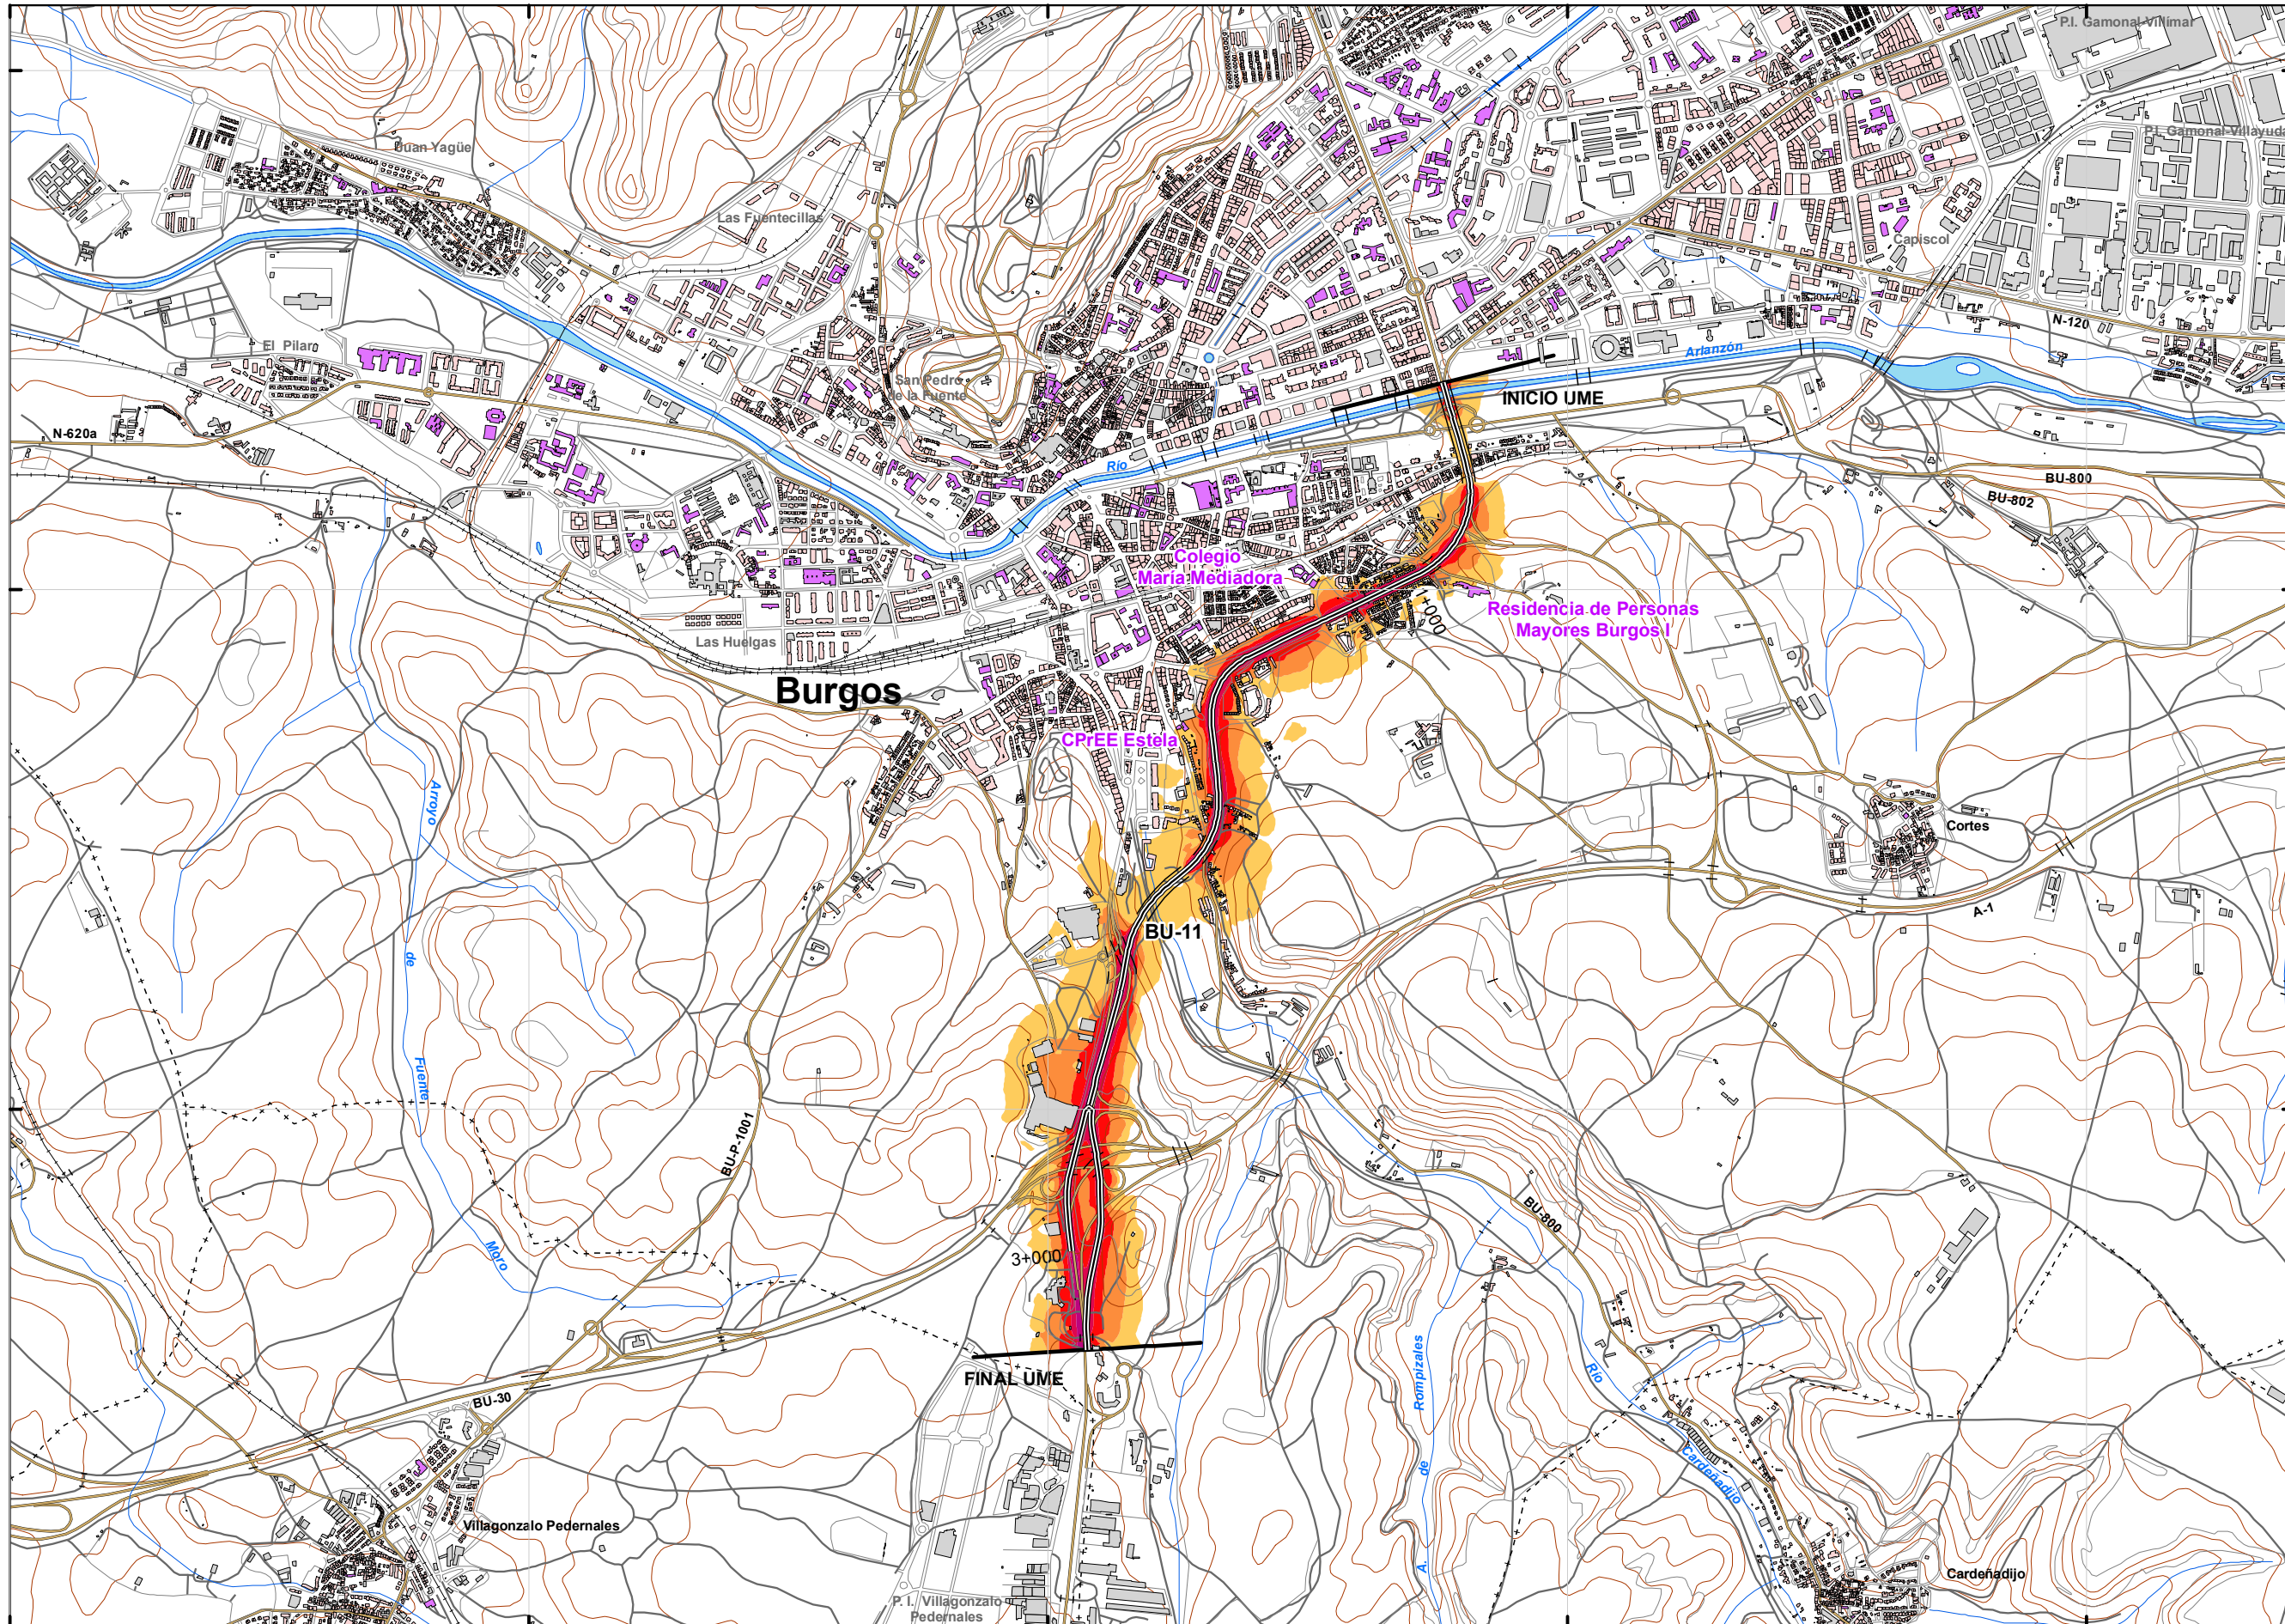 P.I. Gamonal-Villímar
P.I. Gamonal-Villayuda
Juan Yagüe
Las Fuentecillas
Capiscol
N-120
El Pilar
Arlanzón
San Pedro
de la Fuente
INICIO UME
N-620a
Río
BU-800
BU-802
Colegio
María Mediadora
1+000
Residencia de Personas
Mayores Burgos I
Las Huelgas
Burgos
CPrEE Estela
Arroyo
de
Fuente
Moro
Cortes
A-1
BU-11
BU-P-1001
BU-800
3+000
FINAL UME
BU-30
Río
Cardeñadijo
A.
de
Rompizales
Villagonzalo Pedernales
Cardeñadijo
P. I. Villagonzalo
Pedernales